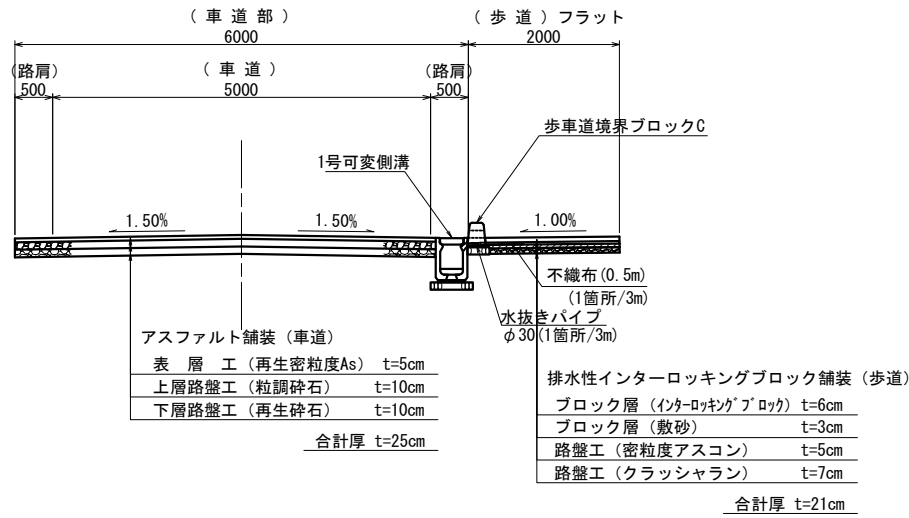 （ 車 道 部 ）
6000
（ 歩 道 ）フラット
2000
（路肩）
500
（ 車 道 ）
5000
（路肩）
500
歩車道境界ブロックC
1号可変側溝
1.50%
1.50%
1.00%
不織布(0.5m)
(1箇所/3m)
水抜きパイプ
φ30(1箇所/3m)
アスファルト舗装（車道）
表 層 工（再生密粒度As） t=5cm
上層路盤工（粒調砕石） t=10cm
下層路盤工（再生砕石） t=10cm
合計厚 t=25cm
排水性インターロッキングブロック舗装（歩道）
ブロック層（ｲﾝﾀｰﾛｯｷﾝｸﾞﾌﾞﾛｯｸ）t=6cm
ブロック層（敷砂） t=3cm
路盤工（密粒度アスコン） t=5cm
路盤工（クラッシャラン） t=7cm
合計厚 t=21cm